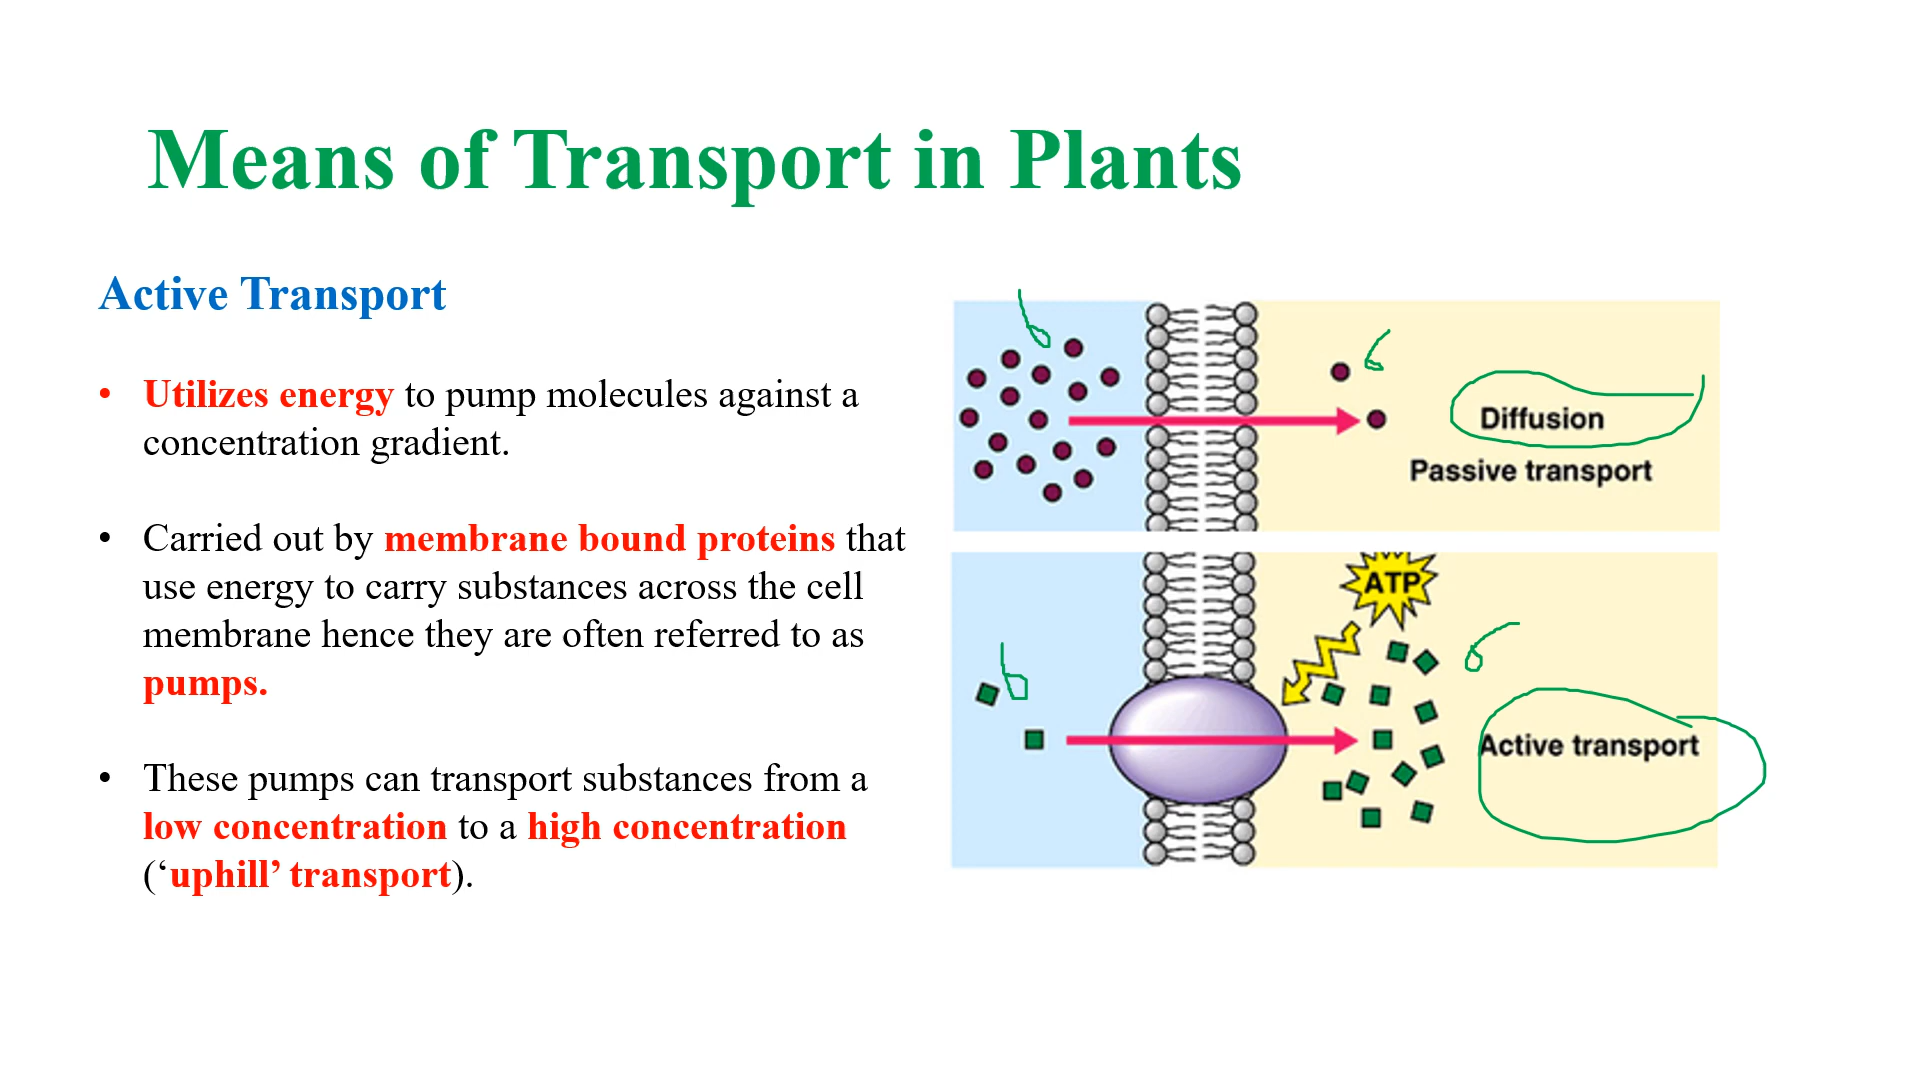 Means of Transport in Plants
Active Transport
• Utilizes energy to pump molecules against a
concentration gradient.
• Carried out by membrane bound proteins that
use energy to carry substances across the cell
membrane hence they are often referred to as
pumps.
• These pumps can transport substances from a
low concentration to a high concentration
(‘uphill’ transport).
Diffusion
Passive transport
ATP
Active transport